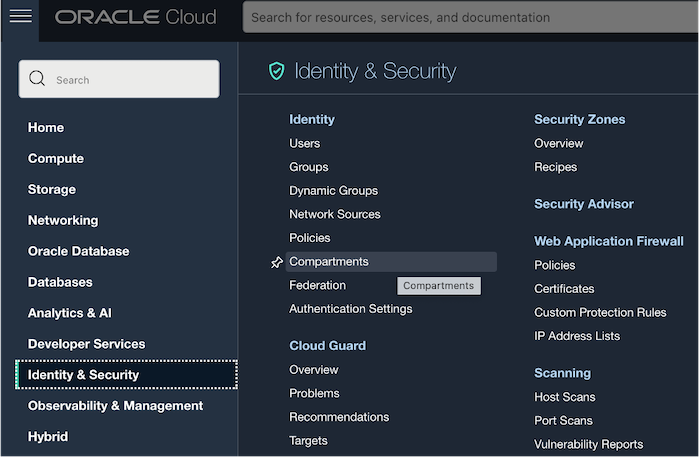 ORACLE Cloud
Search for resources, services, and documentation
Search
Home
Compute
Storage
Networking
Oracle Database
Databases
Analytics & AI
Developer Services
Identity & Security
Observability & Management
Hybrid
Identity & Security
Identity
Users
Groups
Dynamic Groups
Network Sources
Policies
Compartments
Federation
Compartments
Authentication Settings
Cloud Guard
Overview
Problems
Recommendations
Targets
Security Zones
Overview
Recipes
Security Advisor
Web Application Firewall
Policies
Certificates
Custom Protection Rules
IP Address Lists
Scanning
Host Scans
Port Scans
Vulnerability Reports